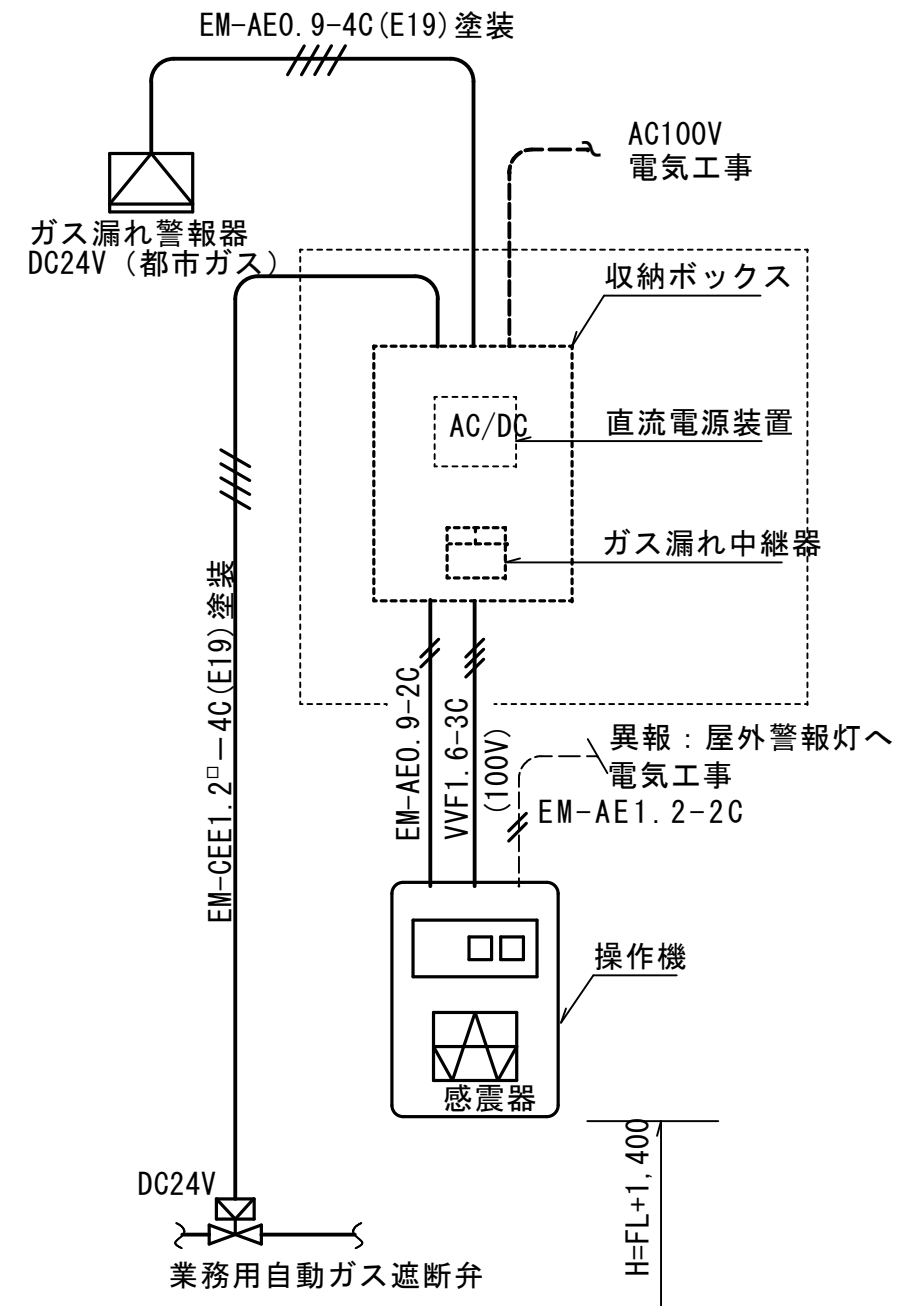 EM-AE0.9-4C(E19)塗装
AC100V
電気工事
ガス漏れ警報器
DC24V（都市ガス）
収納ボックス
AC/DC
直流電源装置
ガス漏れ中継器
EM-CEE1.2□－4C(E19)塗装
EM-AE0.9-2C
VVF1.6-3C
(100V)
異報：屋外警報灯へ
電気工事
EM-AE1.2-2C
操作機
感震器
H=FL+1,400
DC24V
業務用自動ガス遮断弁